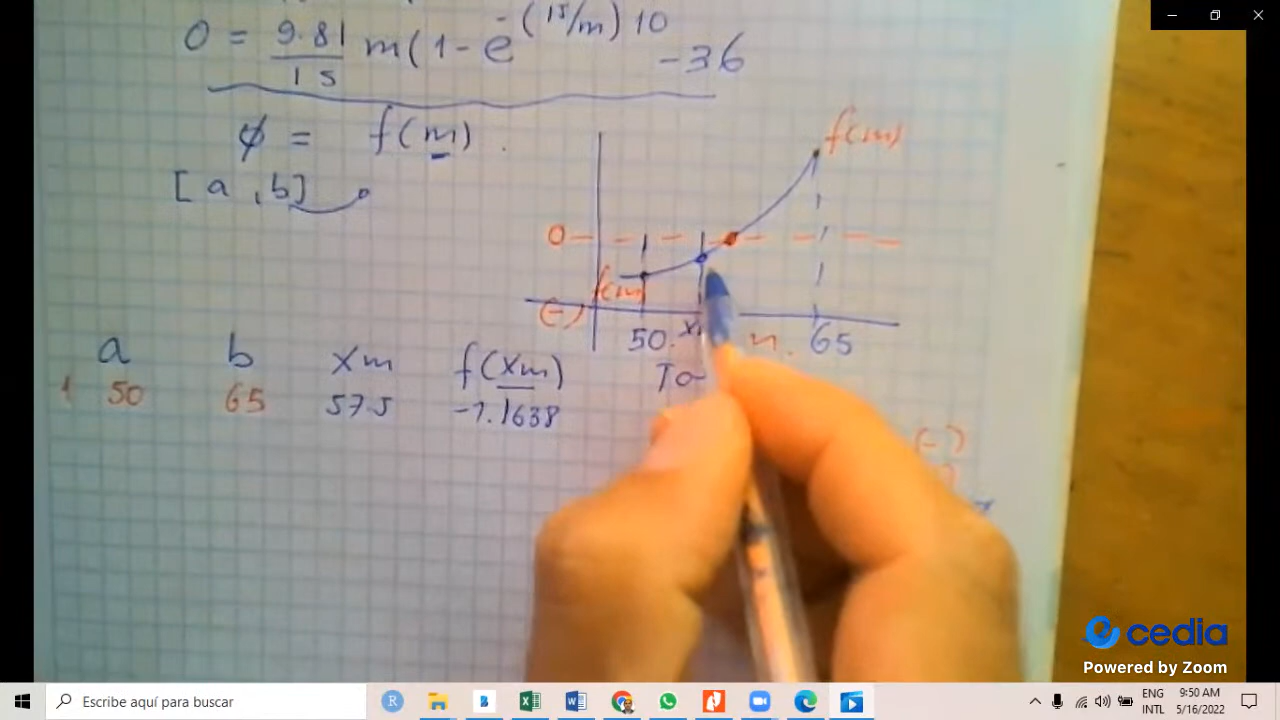 0 = 9.81/15 m(1 - e^-(15/m)10 - 36
φ = f(m).
[a, b]
f(m)
0
f(m)
(-)
50. n. 65
a b xm f(xm)
1 50 65 57.5 -1.1638
(-)
cedia
Powered by Zoom
Escribe aquí para buscar
ENG
INTL
9:50 AM
5/16/2022